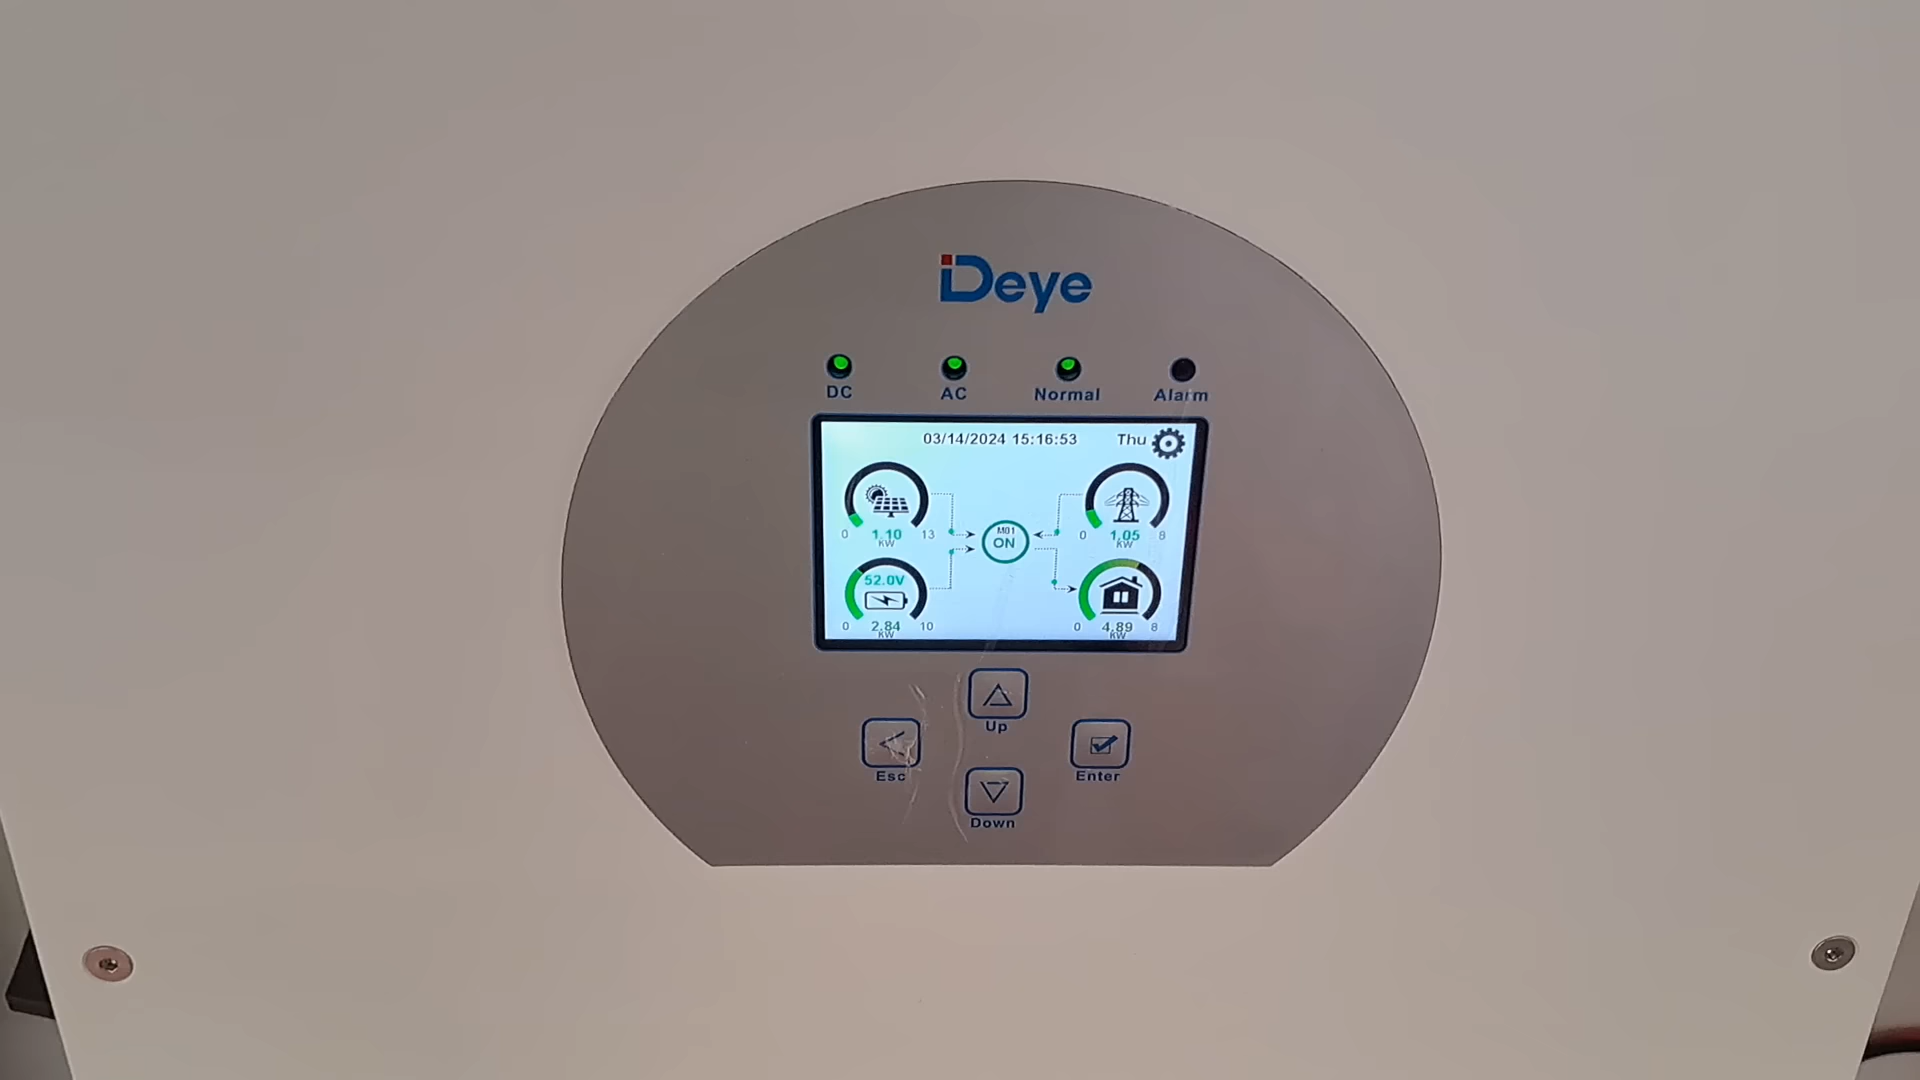 Deye
DC AC Normal Alarm
03/14/2024 15:16:53 Thu
0 1.10 13
KW
M01
ON
0 1.05 8
KW
52.0V
0 2.84 10
KW
0 4.89 8
KW
Up
Esc
Enter
Down